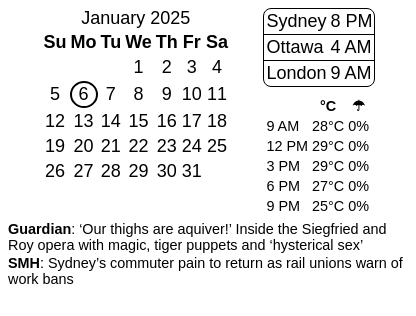 January 2025
Su Mo Tu We Th Fr Sa
1 2 3 4
5 6 7 8 9 10 11
12 13 14 15 16 17 18
19 20 21 22 23 24 25
26 27 28 29 30 31
Sydney 8 PM
Ottawa 4 AM
London 9 AM
°C ☂
9 AM 28°C 0%
12 PM 29°C 0%
3 PM 29°C 0%
6 PM 27°C 0%
9 PM 25°C 0%
Guardian: ‘Our thighs are aquiver!’ Inside the Siegfried and
Roy opera with magic, tiger puppets and ‘hysterical sex’
SMH: Sydney’s commuter pain to return as rail unions warn of
work bans